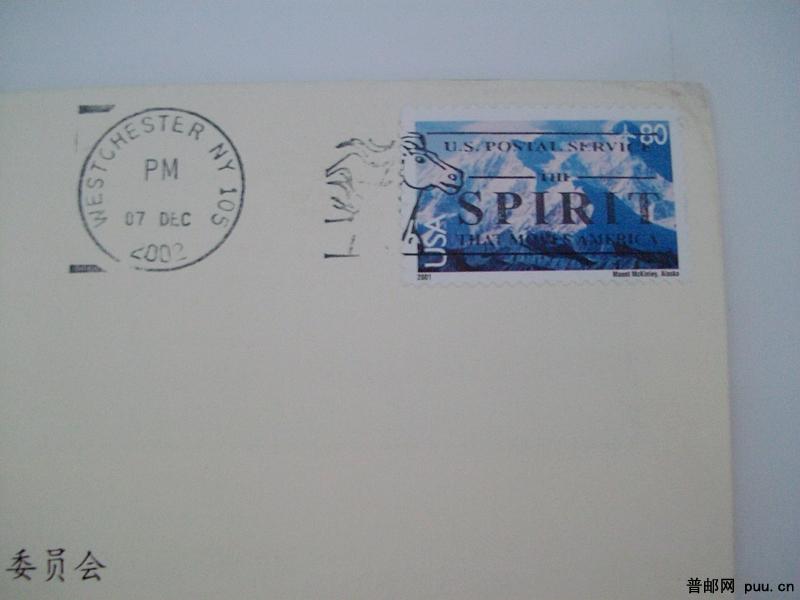 WESTCHESTER NY 105
PM
07 DEC
2002
U.S. POSTAL SERVICE
80
THE
SPIRIT
THAT MOVES AMERICA
USA
2001
Mount McKinley, Alaska
委员会
普邮网 puu.cn